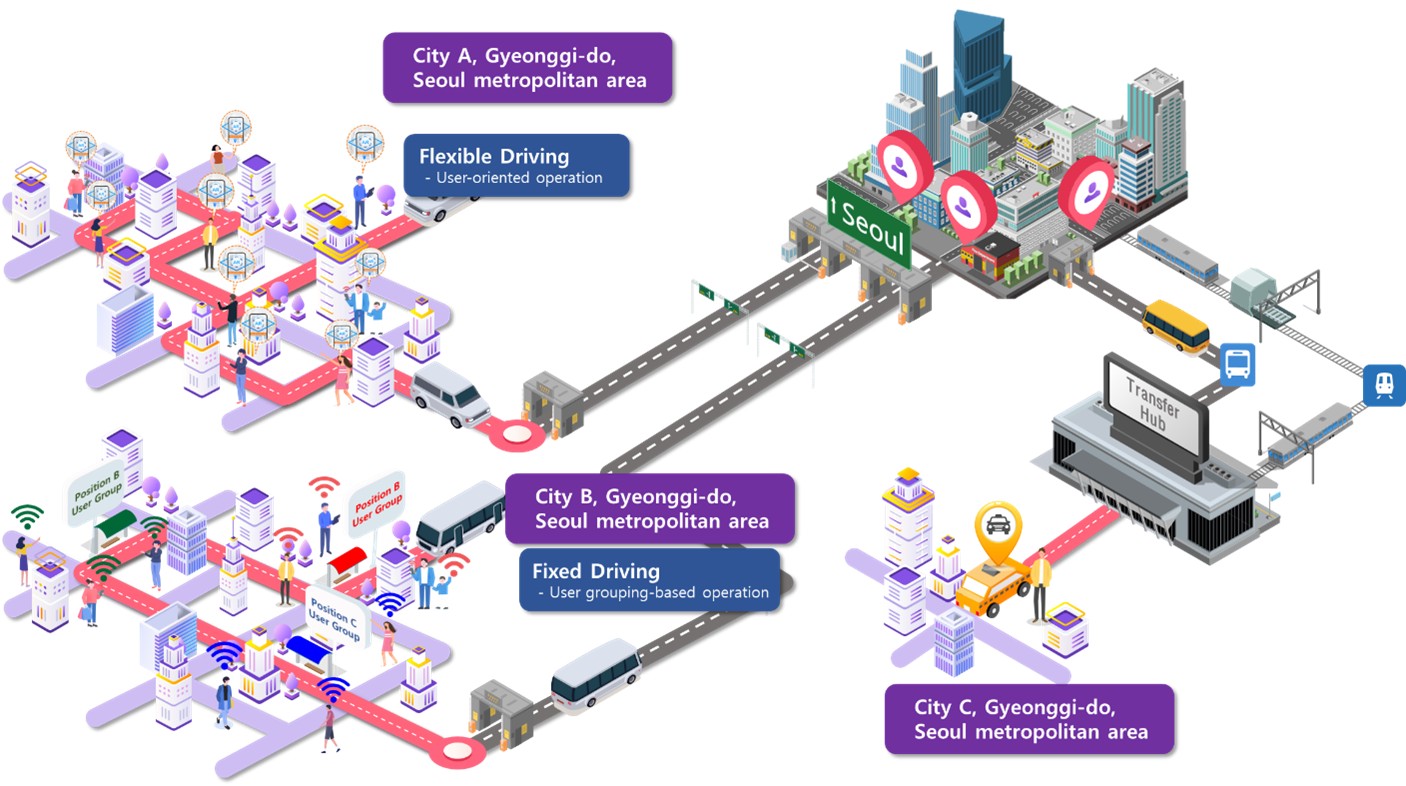 City A, Gyeonggi-do,
Seoul metropolitan area
Flexible Driving
- User-oriented operation
Seoul
Transfer
Hub
Position B
User Group
Position B
User Group
City B, Gyeonggi-do,
Seoul metropolitan area
Fixed Driving
- User grouping-based operation
Position C
User Group
City C, Gyeonggi-do,
Seoul metropolitan area